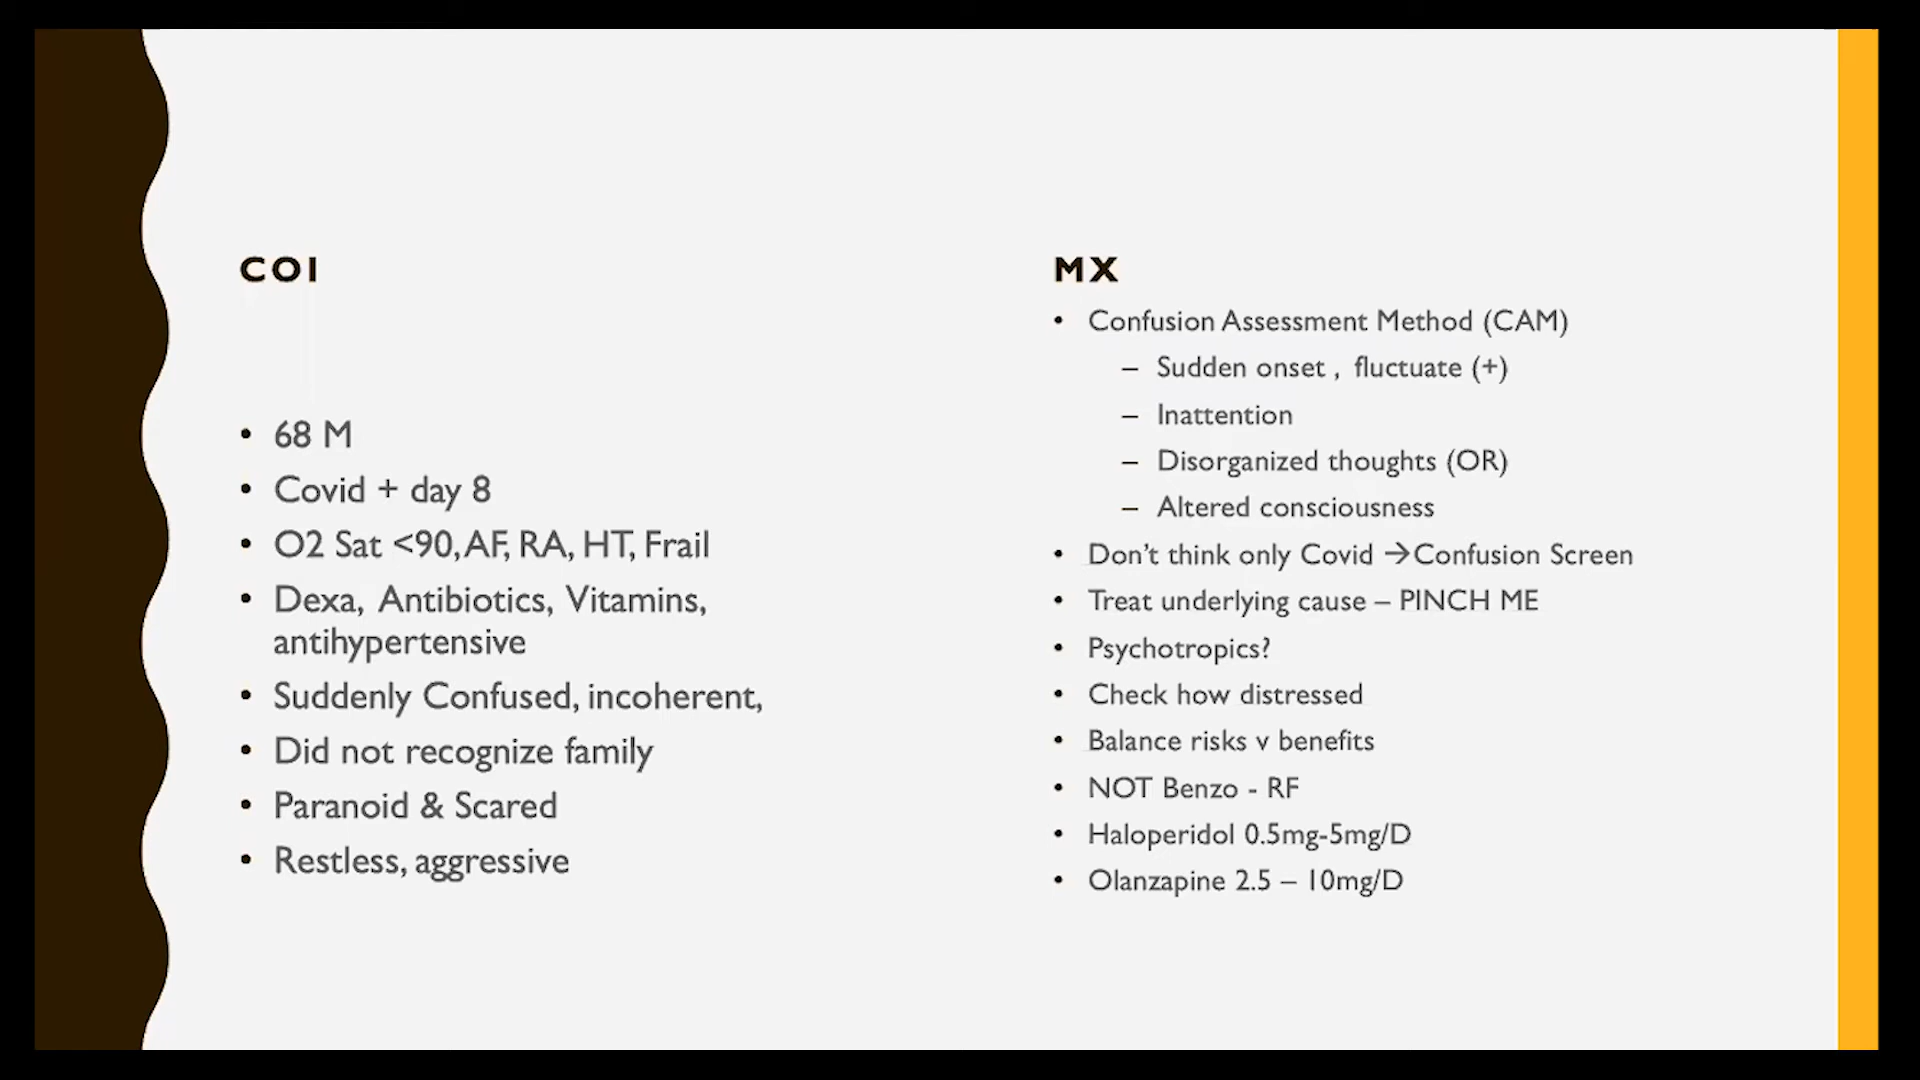 COI
• 68 M
• Covid + day 8
• O2 Sat <90, AF, RA, HT, Frail
• Dexa, Antibiotics, Vitamins,
antihypertensive
• Suddenly Confused, incoherent,
• Did not recognize family
• Paranoid & Scared
• Restless, aggressive
MX
• Confusion Assessment Method (CAM)
– Sudden onset , fluctuate (+)
– Inattention
– Disorganized thoughts (OR)
– Altered consciousness
• Don’t think only Covid →Confusion Screen
• Treat underlying cause – PINCH ME
• Psychotropics?
• Check how distressed
• Balance risks v benefits
• NOT Benzo - RF
• Haloperidol 0.5mg-5mg/D
• Olanzapine 2.5 – 10mg/D